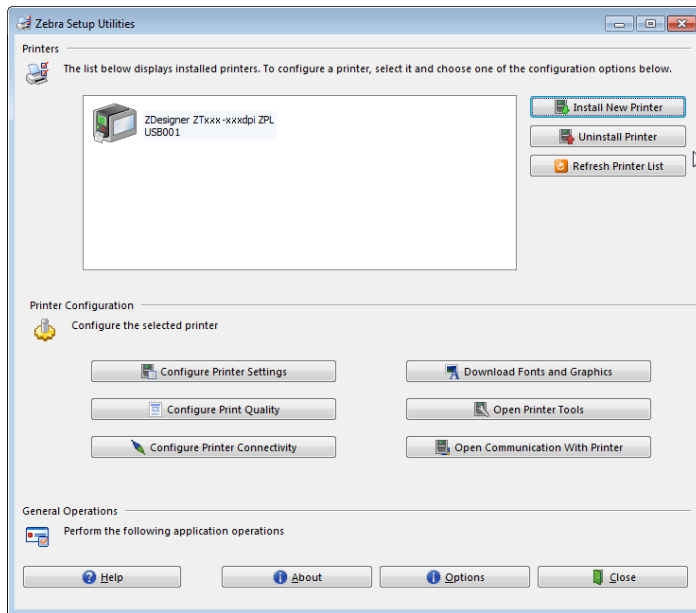 Zebra Setup Utilities
Printers
The list below displays installed printers. To configure a printer, select it and choose one of the configuration options below.
ZDesigner ZTxxx-xxxdpi ZPL
USB001
Install New Printer
Uninstall Printer
Refresh Printer List
Printer Configuration
Configure the selected printer
Configure Printer Settings
Download Fonts and Graphics
Configure Print Quality
Open Printer Tools
Configure Printer Connectivity
Open Communication With Printer
General Operations
Perform the following application operations
Help
About
Options
Close